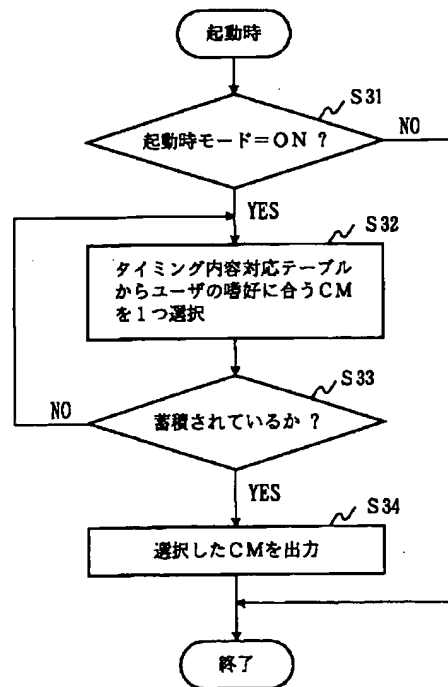 起動時
S31
起動時モード＝ON ?
NO
YES
S32
タイミング内容対応テーブル
からユーザの嗜好に合うCM
を1つ選択
S33
NO
蓄積されているか ?
YES
S34
選択したCMを出力
終了